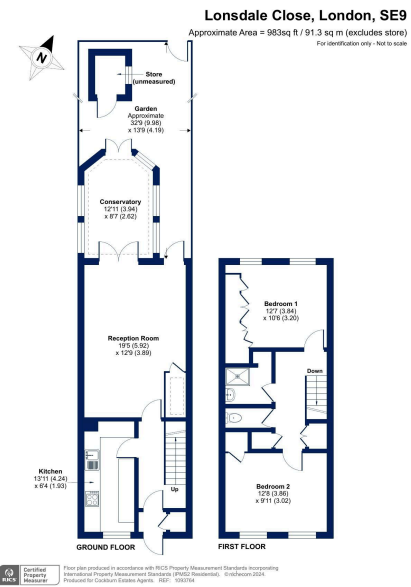 Lonsdale Close, London, SE9
Approximate Area = 983sq ft / 91.3 sq m (excludes store)
For identification only - Not to scale
N
Store
(unmeasured)
Garden
Approximate
32'9 (9.98)
x 13'9 (4.19)
Conservatory
12'11 (3.94)
x 8'7 (2.62)
Reception Room
19'5 (5.92)
x 12'9 (3.89)
Kitchen
13'11 (4.24)
x 6'4 (1.93)
Up
GROUND FLOOR
Bedroom 1
12'7 (3.84)
x 10'6 (3.20)
Down
Bedroom 2
12'8 (3.86)
x 9'11 (3.02)
FIRST FLOOR
RICS
Certified
Property
Measurer
Floor plan produced in accordance with RICS Property Measurement Standards incorporating
International Property Measurement Standards (IPMS2 Residential). © nichecom 2024.
Produced for Cockburn Estates Agents. REF: 1093764